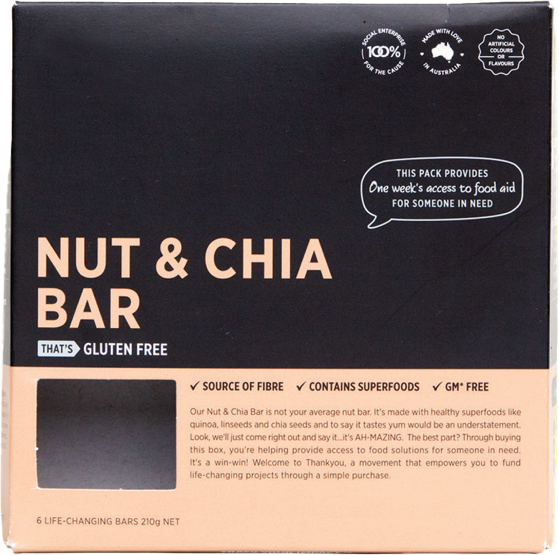 SOCIAL ENTERPRISE
100%
FOR THE CAUSE
MADE WITH LOVE
IN AUSTRALIA
NO
ARTIFICIAL
COLOURS
OR
FLAVOURS
THIS PACK PROVIDES
One week's access to food aid
FOR SOMEONE IN NEED
NUT & CHIA
BAR
THAT'S GLUTEN FREE
✓ SOURCE OF FIBRE ✓ CONTAINS SUPERFOODS ✓ GM* FREE
Our Nut & Chia Bar is not your average nut bar. It's made with healthy superfoods like
quinoa, linseeds and chia seeds and to say it tastes yum would be an understatement.
Look, we'll just come right out and say it...it's AH-MAZING. The best part? Through buying
this box, you're helping provide access to food solutions for someone in need.
It's a win-win! Welcome to Thankyou, a movement that empowers you to fund
life-changing projects through a simple purchase.
6 LIFE-CHANGING BARS 210g NET